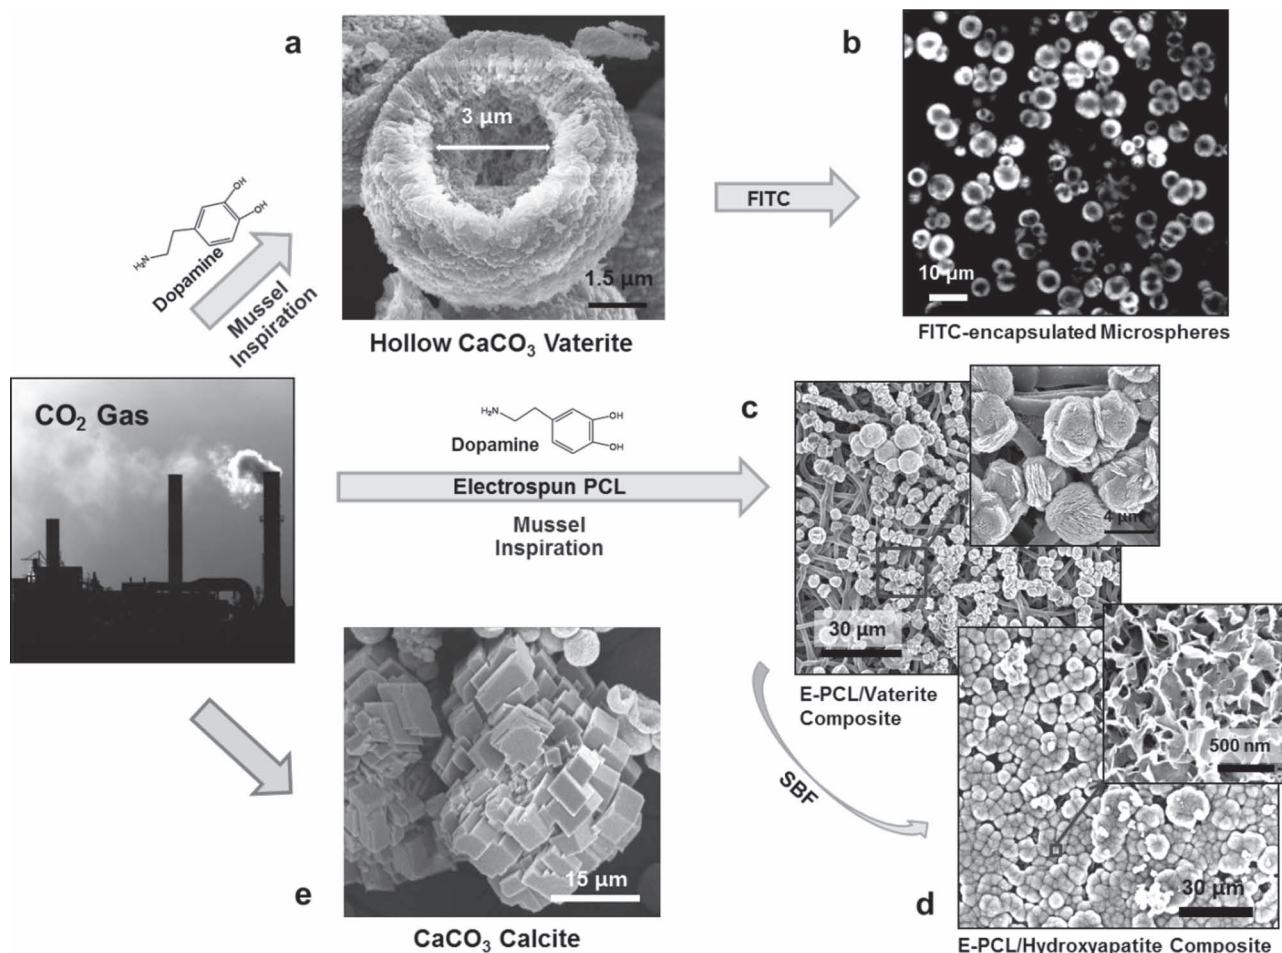 a
3 μm
1.5 μm
Hollow CaCO₃ Vaterite
b
FITC
10 μm
FITC-encapsulated Microspheres
H₂N
OH
OH
Dopamine
Mussel
Inspiration
CO₂ Gas
H₂N
OH
OH
Dopamine
Electrospun PCL
Mussel
Inspiration
c
4 μm
30 μm
E-PCL/Vaterite
Composite
SBF
500 nm
30 μm
d
E-PCL/Hydroxyapatite Composite
15 μm
e
CaCO₃ Calcite